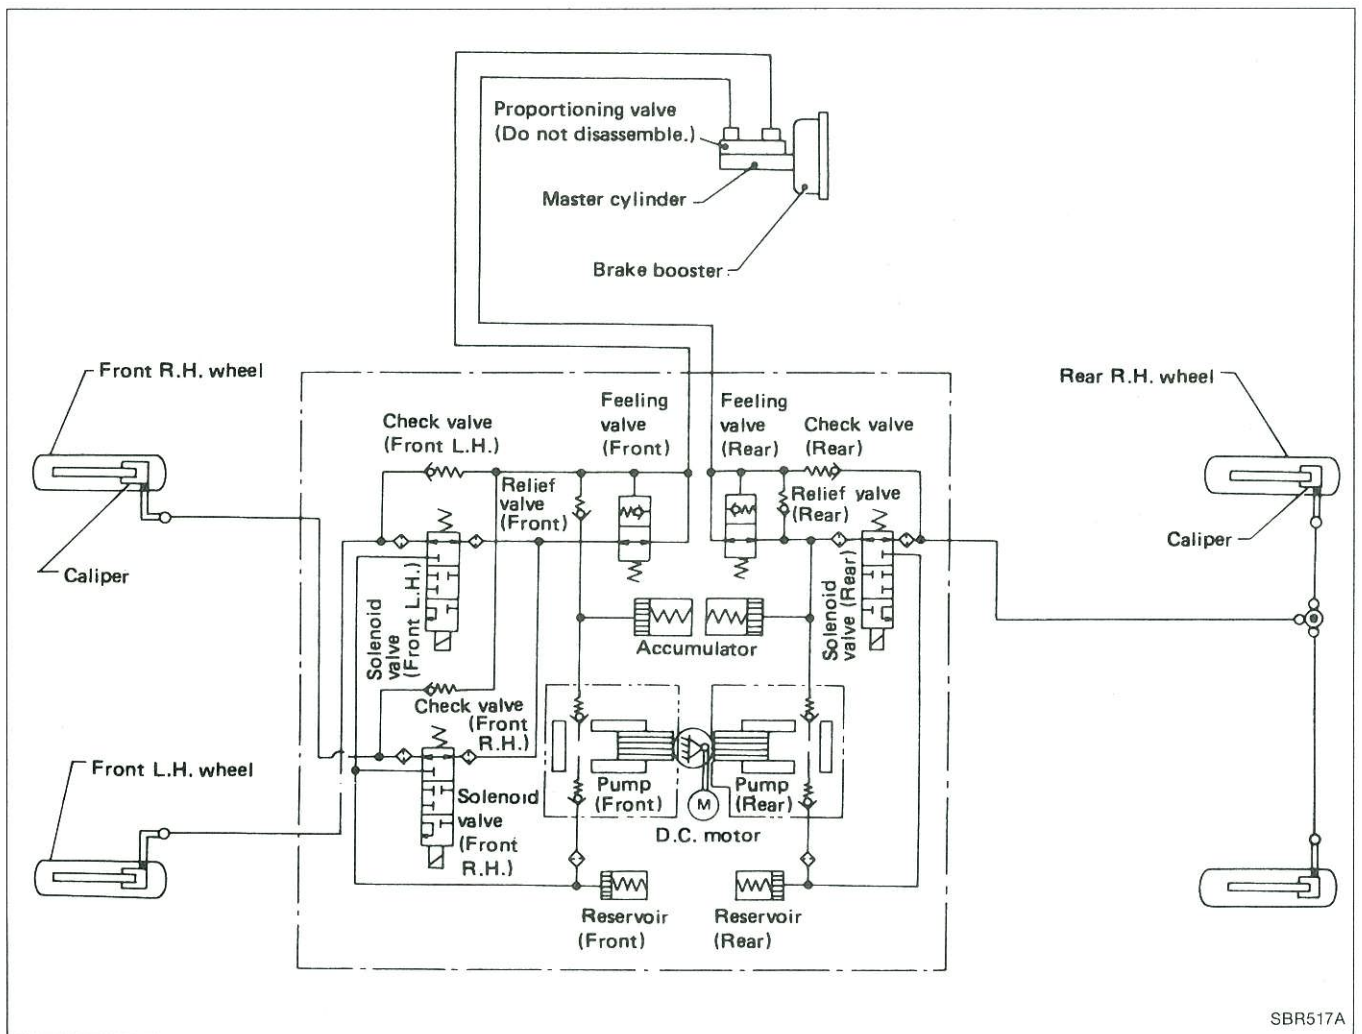 Proportioning valve
(Do not disassemble.)
Master cylinder
Brake booster
Front R.H. wheel
Caliper
Front L.H. wheel
Rear R.H. wheel
Caliper
Check valve
(Front L.H.)
Feeling
valve
(Front)
Feeling
valve
(Rear)
Check valve
(Rear)
Relief
valve
(Front)
Relief yalve
(Rear)
Solenoid
valve
(Front L.H.)
Solenoid
valve (Rear)
Accumulator
Check valve
(Front
R.H.)
Solenoid
valve
(Front
R.H.)
Pump
(Front)
M
D.C. motor
Pump
(Rear)
Reservoir
(Front)
Reservoir
(Rear)
SBR517A